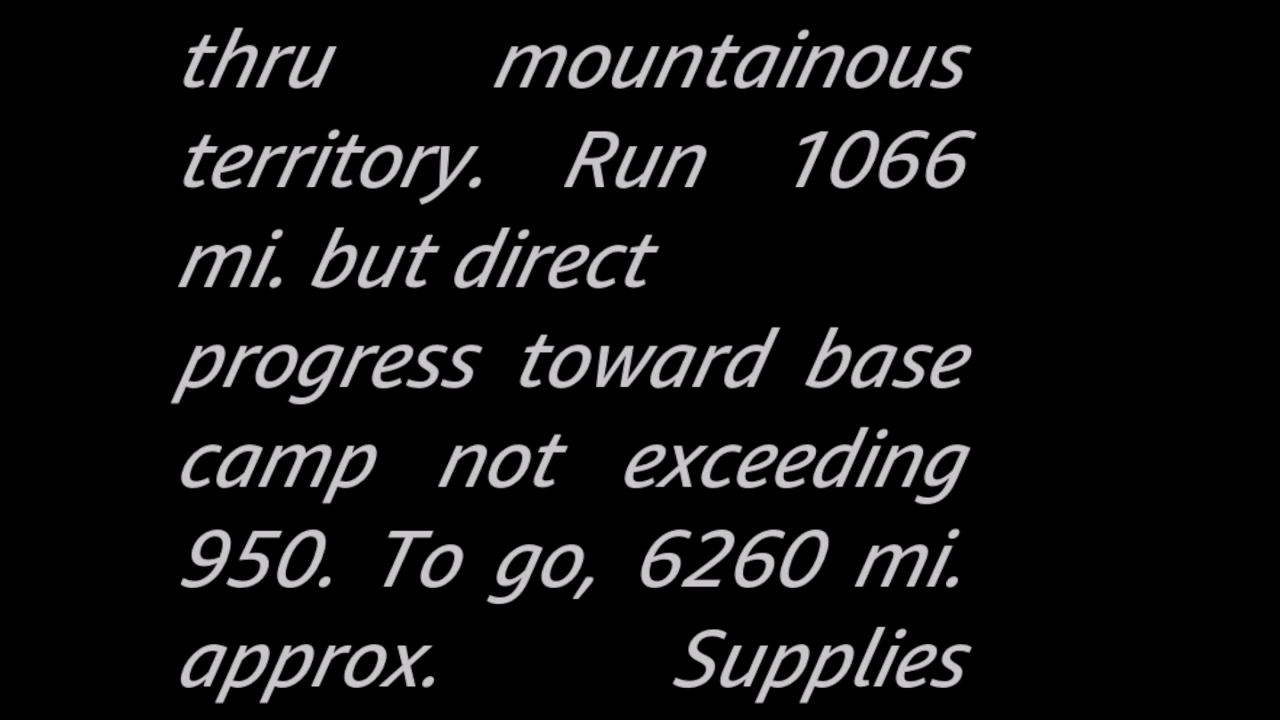 thru mountainous
territory. Run 1066
mi. but direct
progress toward base
camp not exceeding
950. To go, 6260 mi.
approx. Supplies